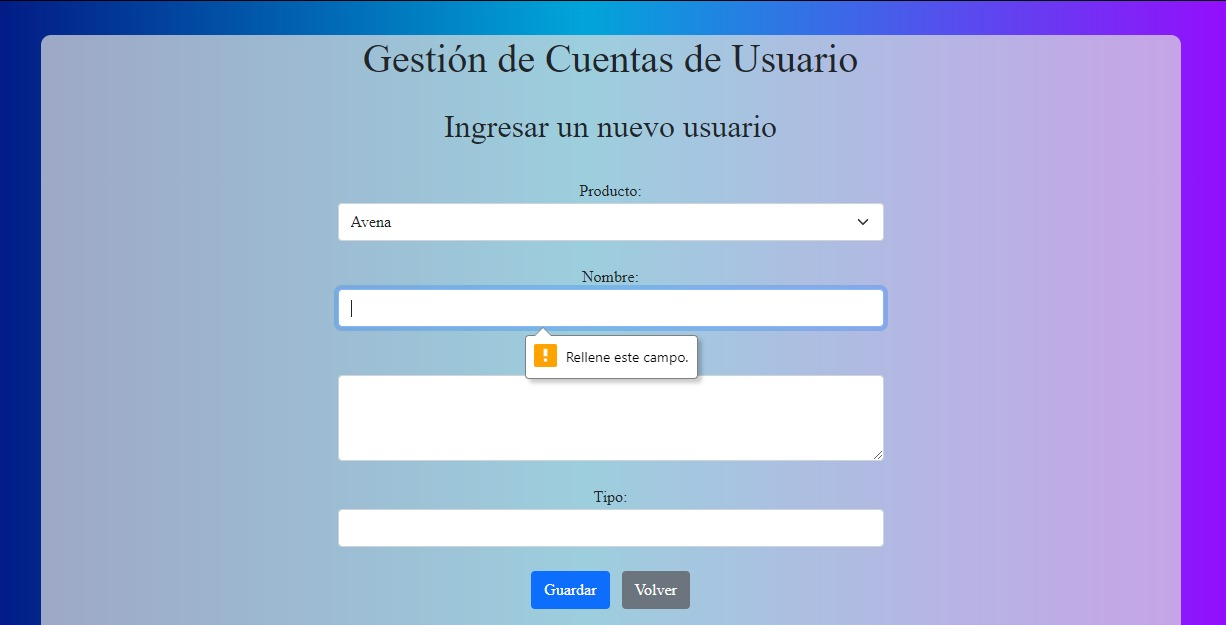 Gestión de Cuentas de Usuario
Ingresar un nuevo usuario
Producto:
Avena
Nombre:
Rellene este campo.
Tipo:
Guardar
Volver